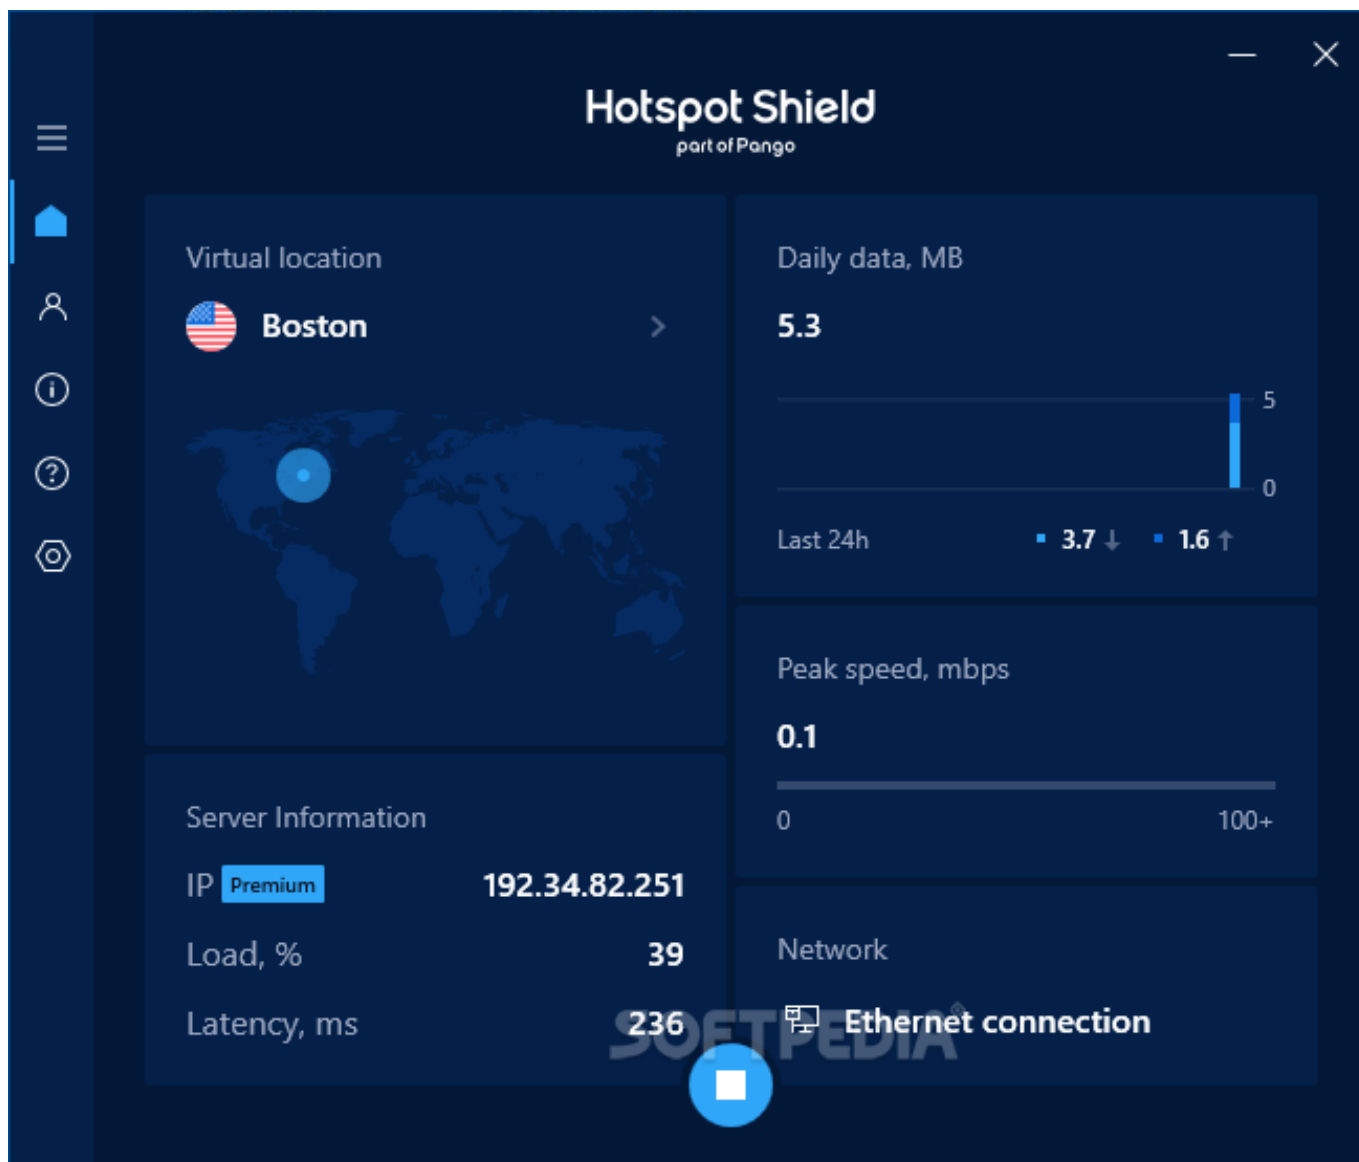 Hotspot Shield
part of Pango
Virtual location
Boston
Daily data, MB
5.3
5
0
Last 24h 3.7 ↓ 1.6 ↑
Peak speed, mbps
0.1
0 100+
Server Information
IP Premium 192.34.82.251
Load, % 39
Latency, ms 236
Network
Ethernet connection
SOFTPEDIA®